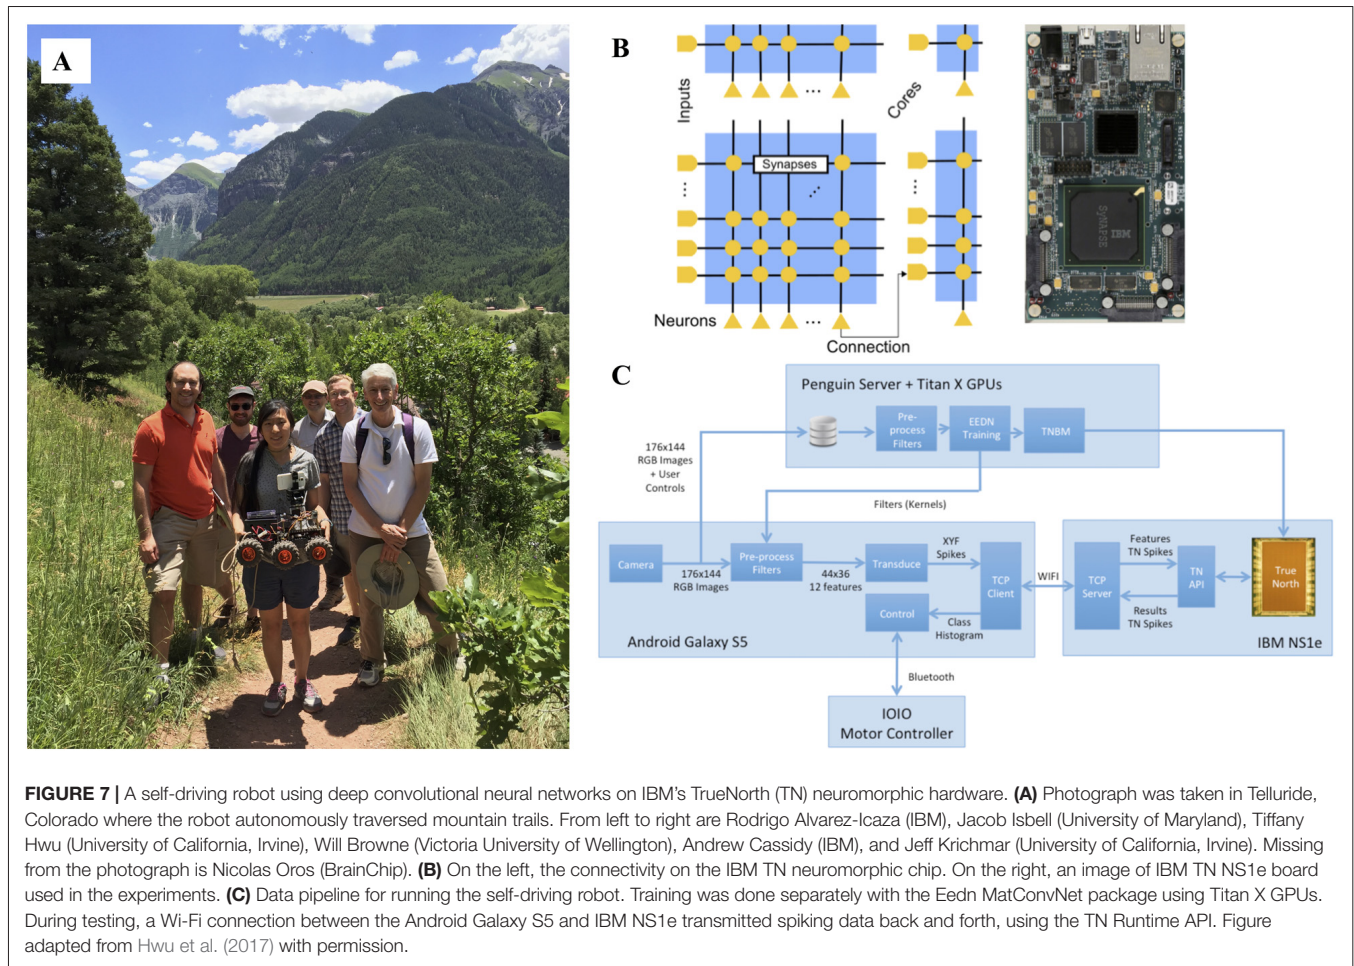 A
B
Inputs
Cores
Synapses
Neurons
Connection
SyNAPSE
IBM
C
Penguin Server + Titan X GPUs
Pre-
process
Filters
EEDN
Training
TNBM
176x144
RGB Images
+ User
Controls
Filters (Kernels)
Camera
176x144
RGB Images
Pre-process
Filters
44x36
12 features
Transduce
XYF
Spikes
TCP
Client
Control
Class
Histogram
Android Galaxy S5
WIFI
TCP
Server
Features
TN Spikes
TN
API
Results
TN Spikes
True
North
IBM NS1e
Bluetooth
IOIO
Motor Controller
FIGURE 7 | A self-driving robot using deep convolutional neural networks on IBM's TrueNorth (TN) neuromorphic hardware. (A) Photograph was taken in Telluride,
Colorado where the robot autonomously traversed mountain trails. From left to right are Rodrigo Alvarez-Icaza (IBM), Jacob Isbell (University of Maryland), Tiffany
Hwu (University of California, Irvine), Will Browne (Victoria University of Wellington), Andrew Cassidy (IBM), and Jeff Krichmar (University of California, Irvine). Missing
from the photograph is Nicolas Oros (BrainChip). (B) On the left, the connectivity on the IBM TN neuromorphic chip. On the right, an image of IBM TN NS1e board
used in the experiments. (C) Data pipeline for running the self-driving robot. Training was done separately with the Eedn MatConvNet package using Titan X GPUs.
During testing, a Wi-Fi connection between the Android Galaxy S5 and IBM NS1e transmitted spiking data back and forth, using the TN Runtime API. Figure
adapted from Hwu et al. (2017) with permission.